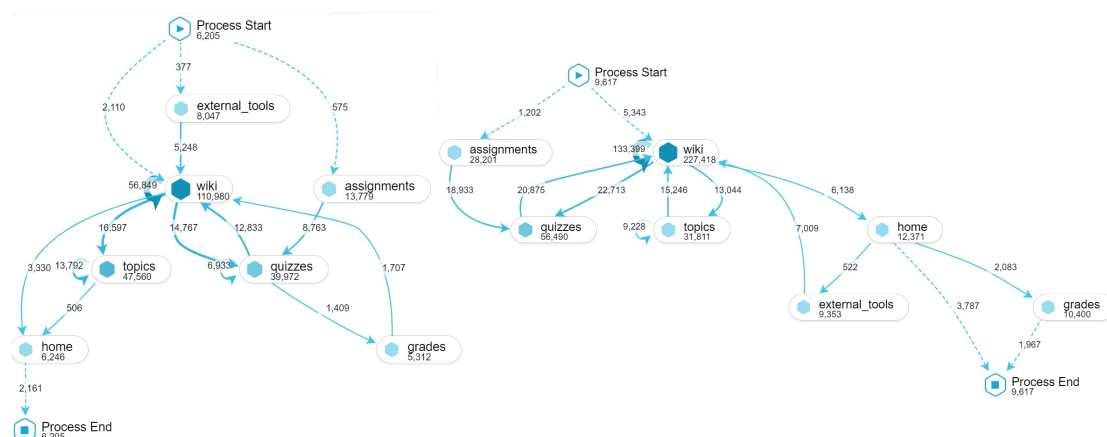 Process Start
6,205
377
2,110
575
external_tools
8,047
5,248
56,849
wiki
110,980
assignments
13,779
16,597
14,767
12,833
8,763
3,330
13,792
topics
47,560
6,933
quizzes
39,972
1,707
506
1,409
home
6,246
grades
5,312
2,161
Process End
6,205
Process Start
9,617
1,202
5,343
assignments
28,201
133,399
wiki
227,418
18,933
20,875
22,713
15,246
13,044
6,138
quizzes
56,490
9,228
topics
31,811
7,009
home
12,371
522
2,083
external_tools
9,353
3,787
grades
10,400
1,967
Process End
9,617